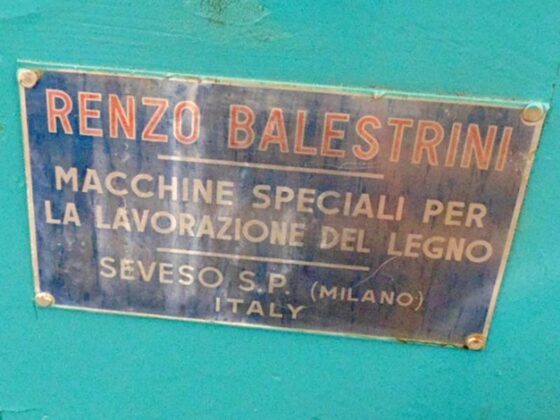 RENZO BALESTRINI
MACCHINE SPECIALI PER
LA LAVORAZIONE DEL LEGNO
SEVESO S.P. (MILANO)
ITALY